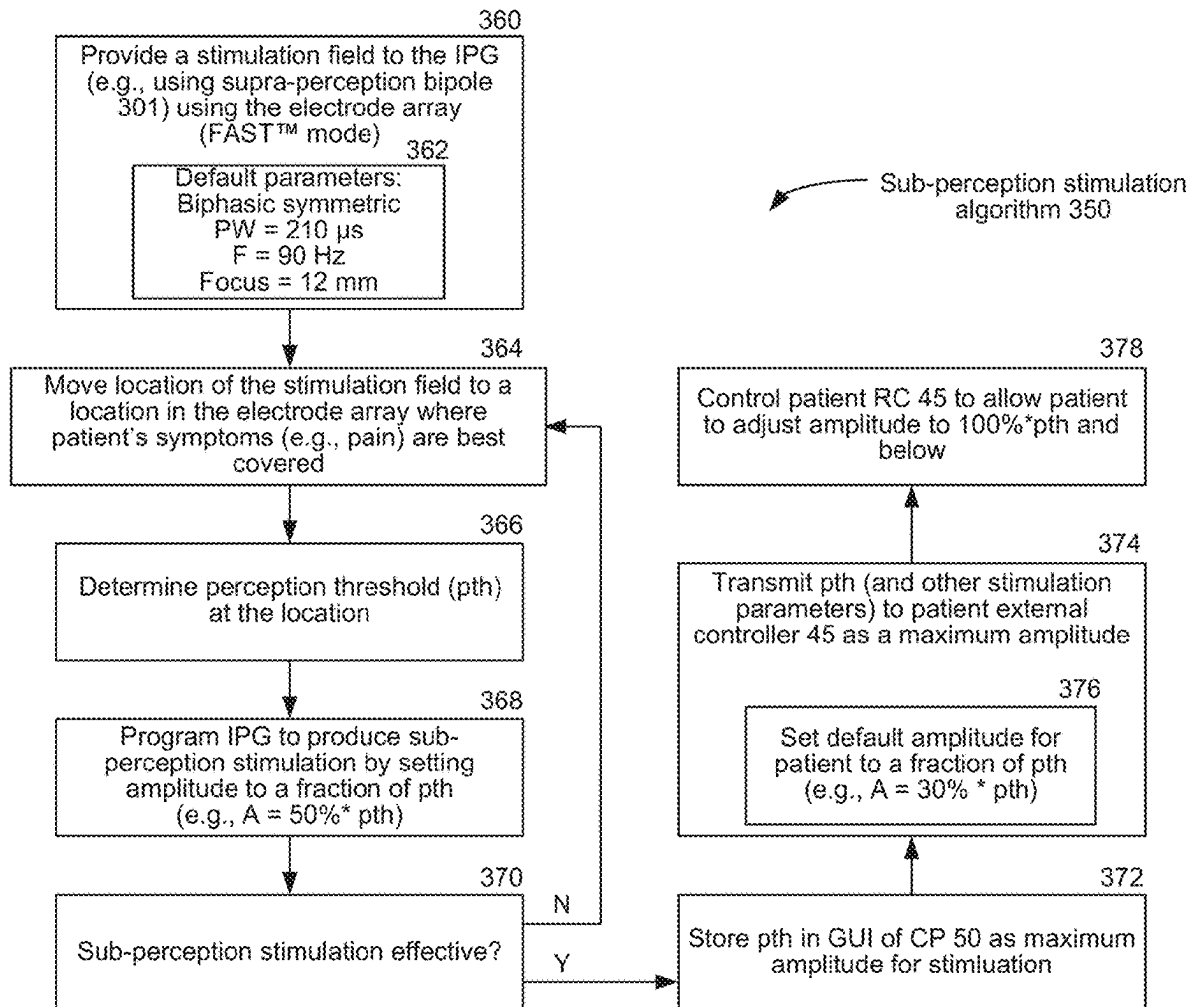 360
Provide a stimulation field to the IPG
(e.g., using supra-perception bipole
301) using the electrode array
(FAST™ mode)
362
Default parameters:
Biphasic symmetric
PW = 210 µs
F = 90 Hz
Focus = 12 mm
Sub-perception stimulation
algorithm 350
364
Move location of the stimulation field to a
location in the electrode array where
patient's symptoms (e.g., pain) are best
covered
366
Determine perception threshold (pth)
at the location
368
Program IPG to produce sub-
perception stimulation by setting
amplitude to a fraction of pth
(e.g., A = 50%* pth)
370
Sub-perception stimulation effective?
N
Y
372
Store pth in GUI of CP 50 as maximum
amplitude for stimluation
374
Transmit pth (and other stimulation
parameters) to patient external
controller 45 as a maximum amplitude
376
Set default amplitude for
patient to a fraction of pth
(e.g., A = 30% * pth)
378
Control patient RC 45 to allow patient
to adjust amplitude to 100%*pth and
below